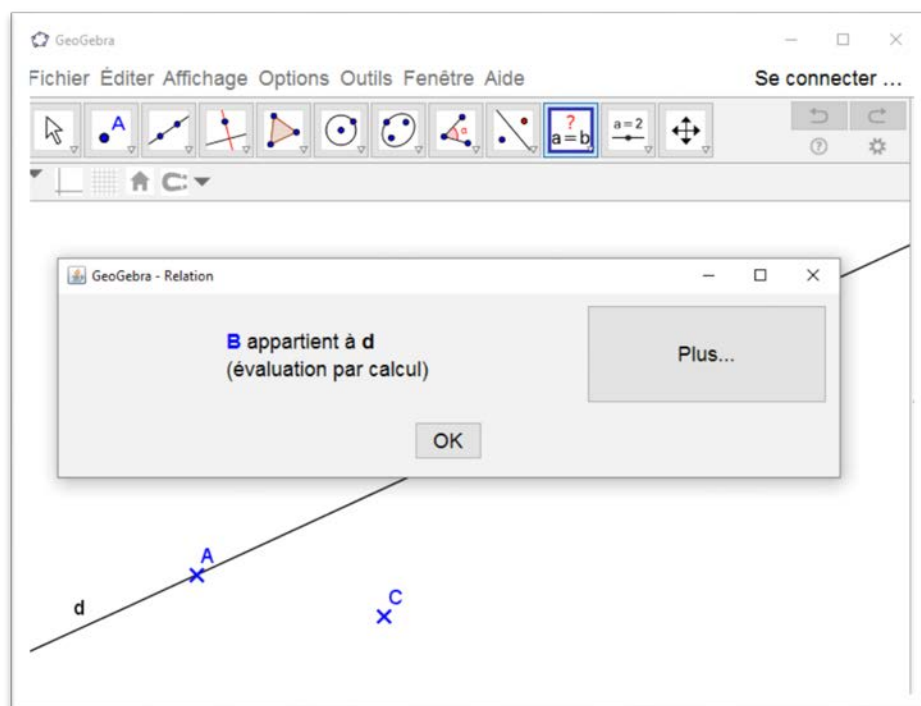 GeoGebra
Fichier Éditer Affichage Options Outils Fenêtre Aide
Se connecter ...
A
α
?
a=b
a=2
GeoGebra - Relation
B appartient à d
(évaluation par calcul)
Plus...
OK
A
d
C